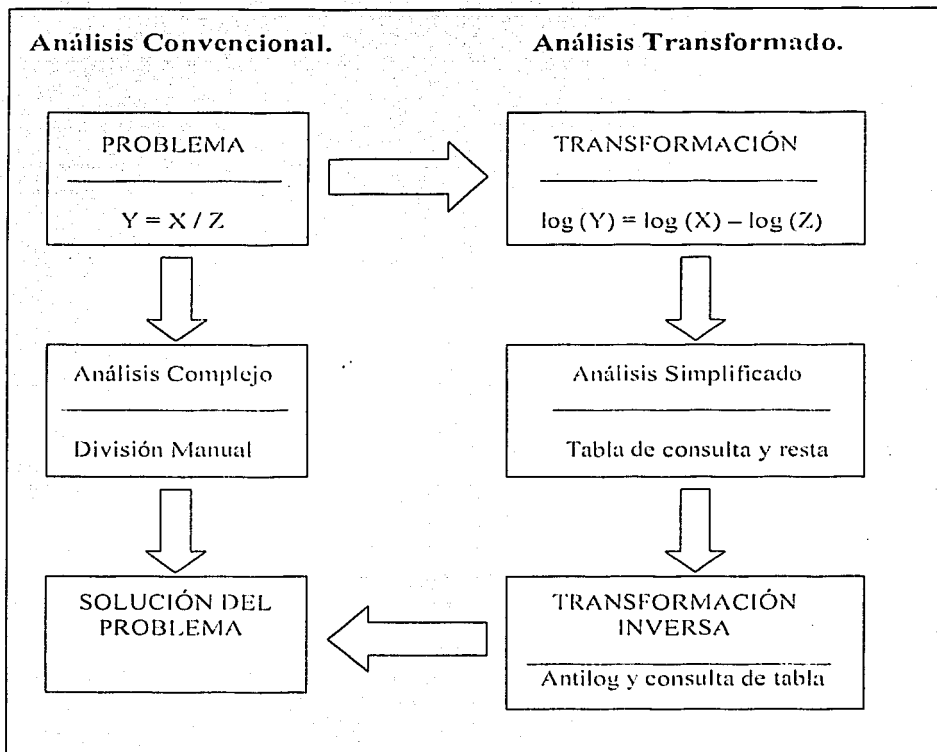 Análisis Convencional.
Análisis Transformado.
PROBLEMA
Y = X / Z
TRANSFORMACIÓN
log (Y) = log (X) – log (Z)
Análisis Complejo
División Manual
Análisis Simplificado
Tabla de consulta y resta
SOLUCIÓN DEL
PROBLEMA
TRANSFORMACIÓN
INVERSA
Antilog y consulta de tabla